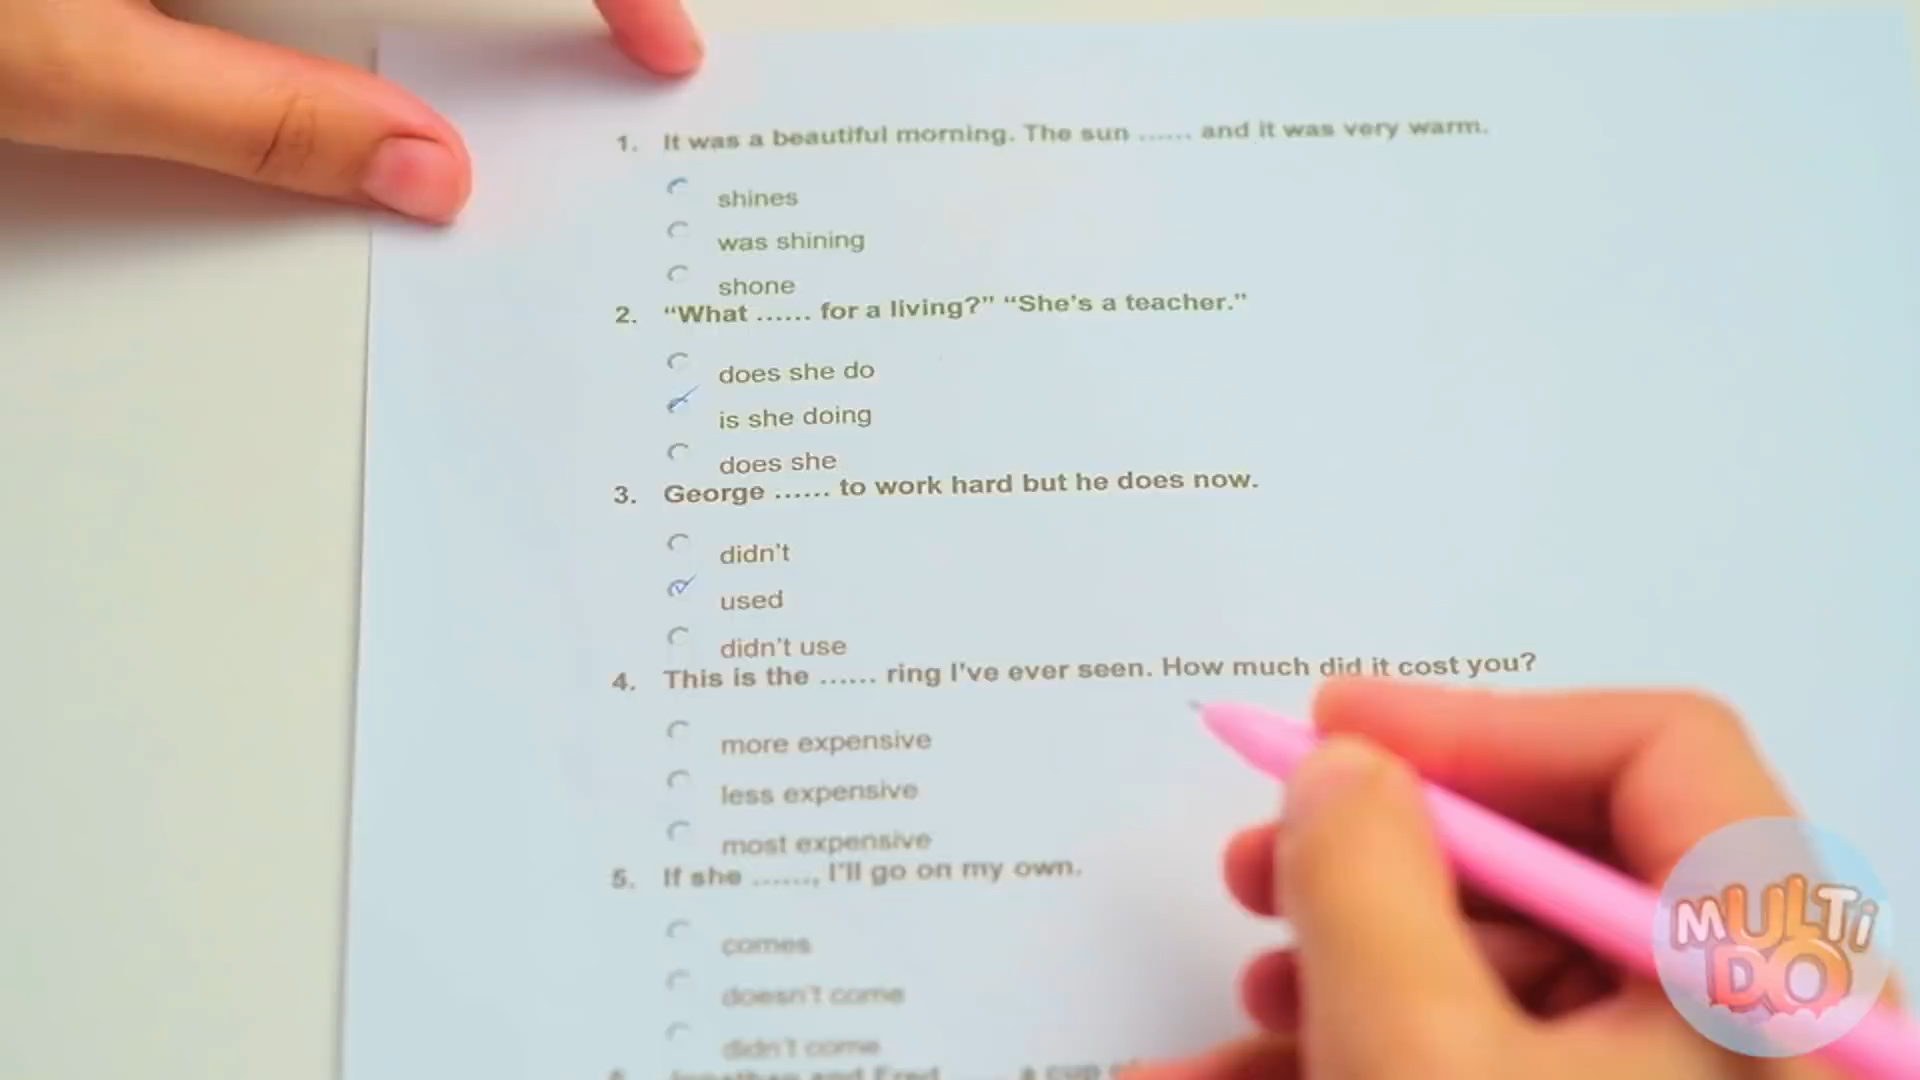 1. It was a beautiful morning. The sun ...... and it was very warm.
shines
was shining
shone
2. “What ...... for a living?” “She's a teacher.”
does she do
is she doing
does she
3. George ...... to work hard but he does now.
didn't
used
didn't use
4. This is the ...... ring I've ever seen. How much did it cost you?
more expensive
less expensive
most expensive
5. If she ......, I'll go on my own.
comes
doesn't come
didn't come
a cup
MULTi
DO